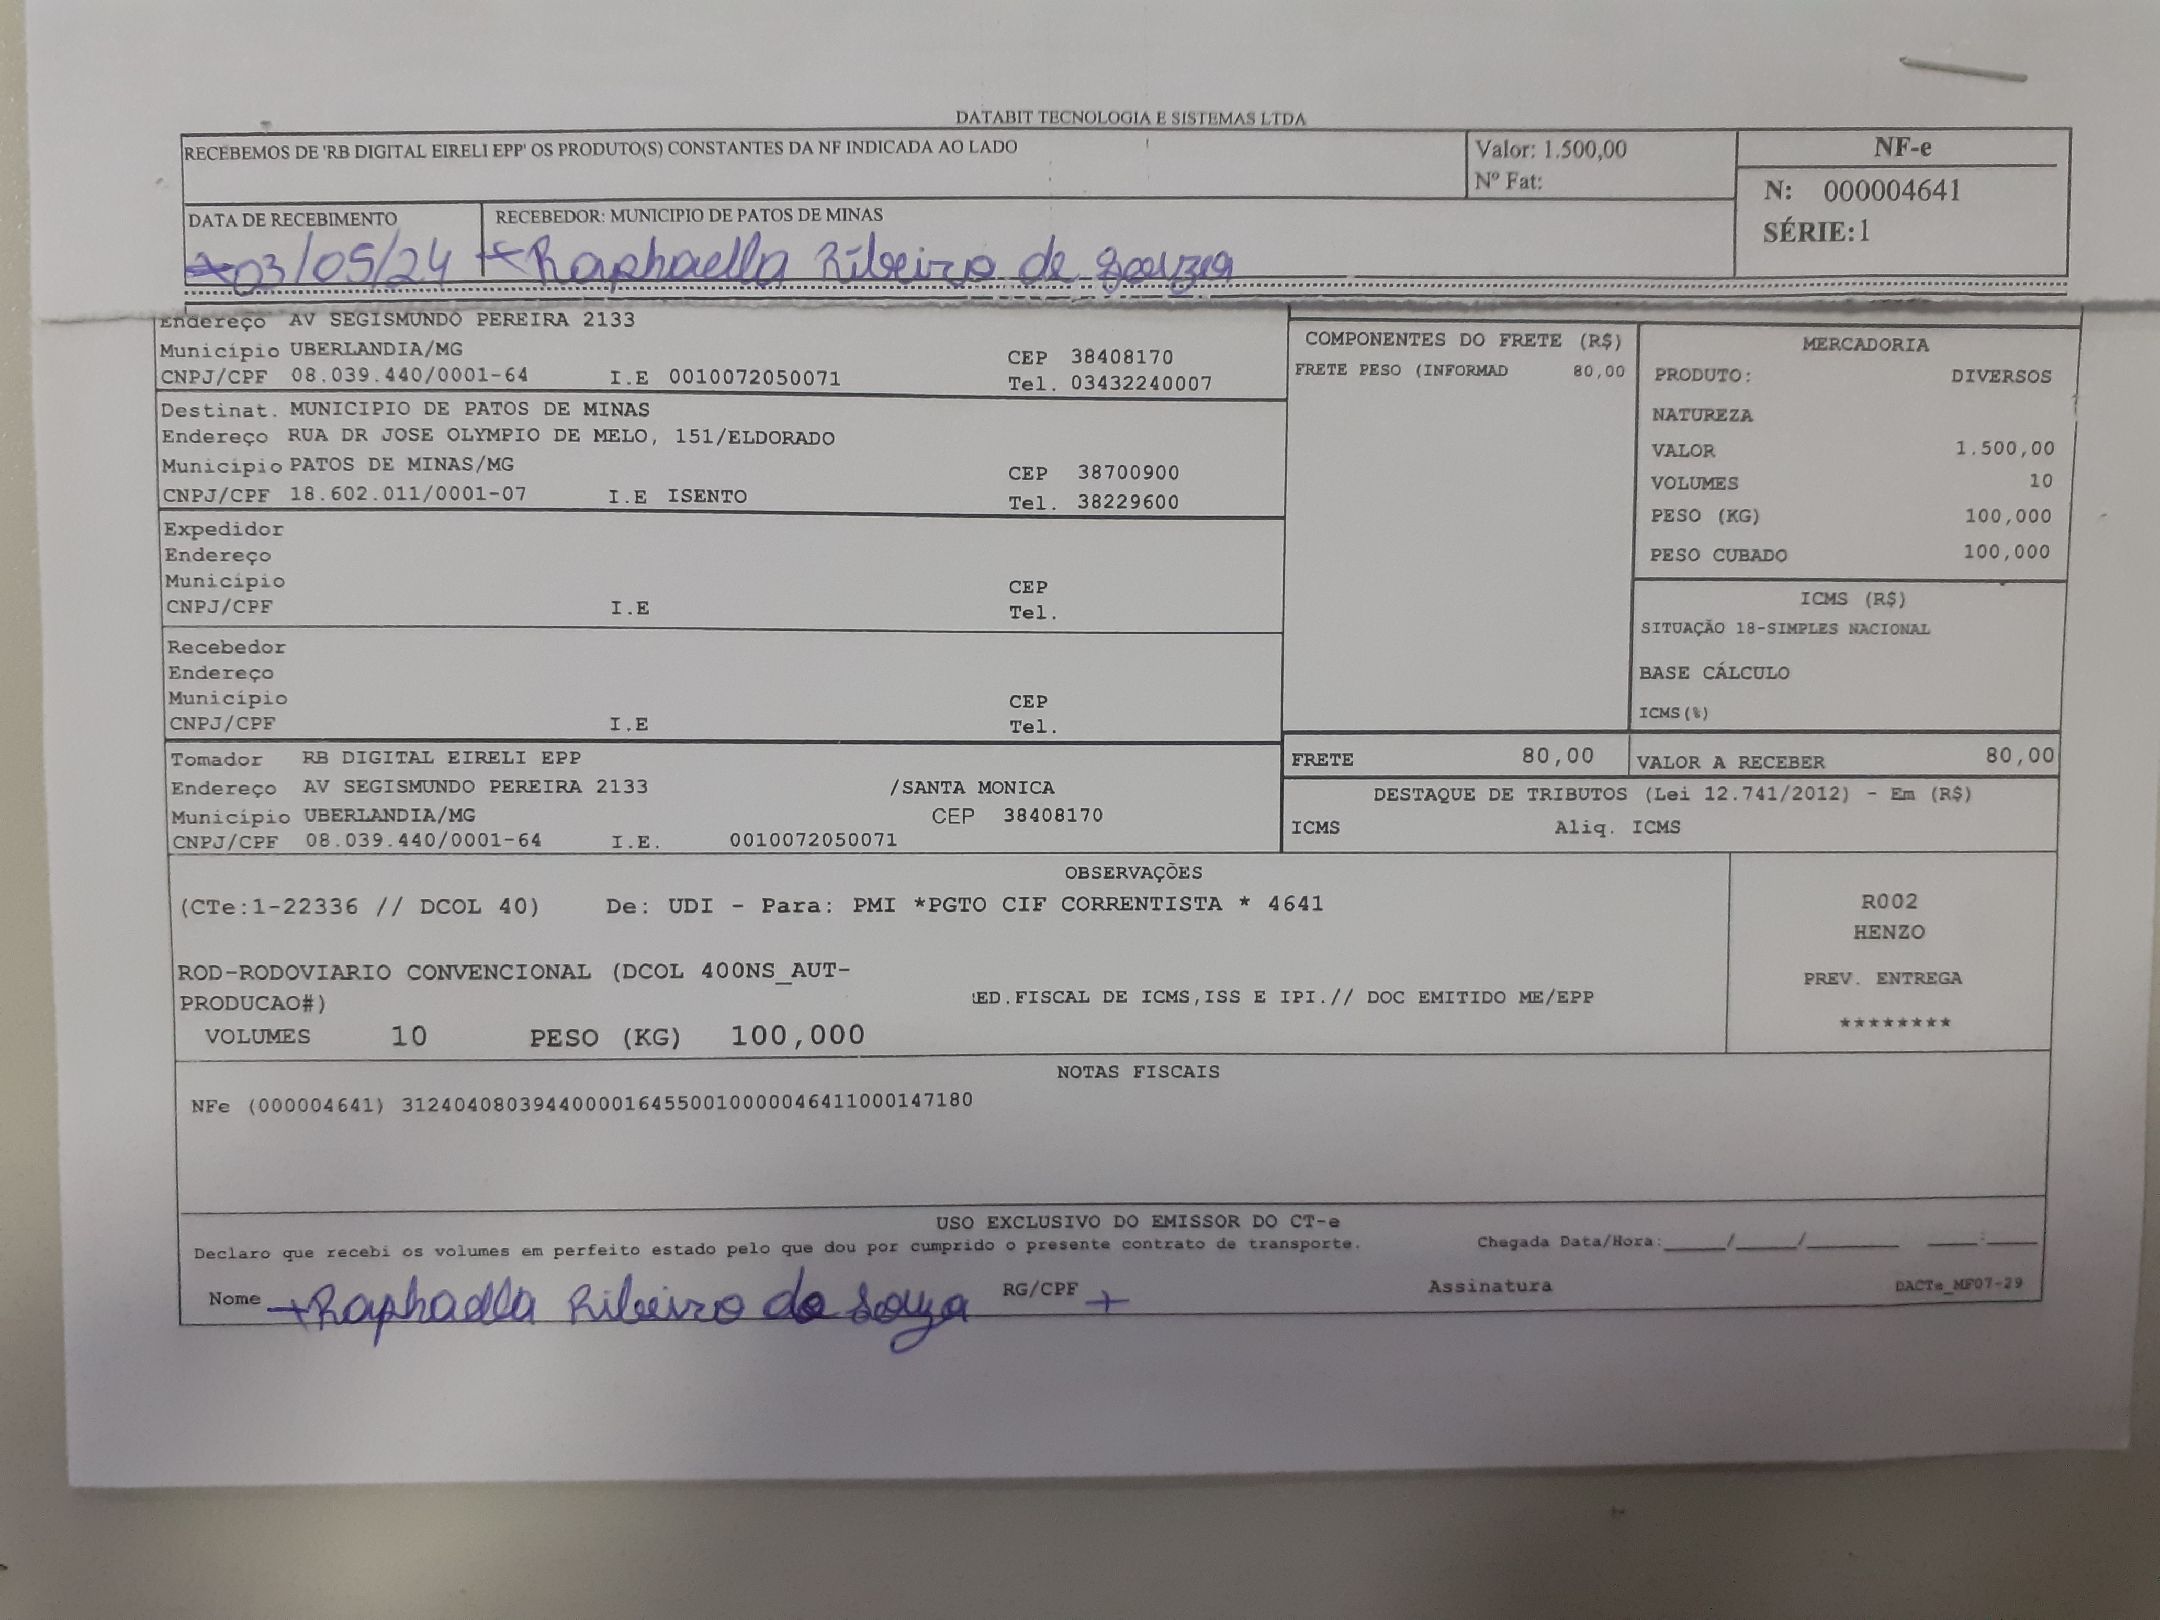 DATABIT TECNOLOGIA E SISTEMAS LTDA
RECEBEMOS DE 'RB DIGITAL EIRELI EPP' OS PRODUTO(S) CONSTANTES DA NF INDICADA AO LADO
Valor: 1.500,00
Nº Fat:
NF-e
N: 000004641
SÉRIE:1
DATA DE RECEBIMENTO
RECEBEDOR: MUNICIPIO DE PATOS DE MINAS
03/05/24 Raphaella Ribeiro de Souza
Endereço AV SEGISMUNDO PEREIRA 2133
Município UBERLANDIA/MG CEP 38408170
CNPJ/CPF 08.039.440/0001-64 I.E 0010072050071 Tel. 03432240007
Destinat. MUNICIPIO DE PATOS DE MINAS
Endereço RUA DR JOSE OLYMPIO DE MELO, 151/ELDORADO
Município PATOS DE MINAS/MG CEP 38700900
CNPJ/CPF 18.602.011/0001-07 I.E ISENTO Tel. 38229600
Expedidor
Endereço
Município CEP
CNPJ/CPF I.E Tel.
Recebedor
Endereço
Município CEP
CNPJ/CPF I.E Tel.
Tomador RB DIGITAL EIRELI EPP
Endereço AV SEGISMUNDO PEREIRA 2133 /SANTA MONICA
Município UBERLANDIA/MG CEP 38408170
CNPJ/CPF 08.039.440/0001-64 I.E. 0010072050071
COMPONENTES DO FRETE (R$)
FRETE PESO (INFORMAD 80,00
MERCADORIA
PRODUTO: DIVERSOS
NATUREZA
VALOR 1.500,00
VOLUMES 10
PESO (KG) 100,000
PESO CUBADO 100,000
ICMS (R$)
SITUAÇÃO 18-SIMPLES NACIONAL
BASE CÁLCULO
ICMS(%)
FRETE 80,00
VALOR A RECEBER 80,00
DESTAQUE DE TRIBUTOS (Lei 12.741/2012) - Em (R$)
ICMS Aliq. ICMS
OBSERVAÇÕES
(CTe:1-22336 // DCOL 40) De: UDI - Para: PMI *PGTO CIF CORRENTISTA * 4641
ROD-RODOVIARIO CONVENCIONAL (DCOL 400NS_AUT-
PRODUCAO#) ED.FISCAL DE ICMS,ISS E IPI.// DOC EMITIDO ME/EPP
VOLUMES 10 PESO (KG) 100,000
R002
HENZO
PREV. ENTREGA
********
NOTAS FISCAIS
NFe (000004641) 31240408039440000164550010000046411000147180
USO EXCLUSIVO DO EMISSOR DO CT-e
Declaro que recebi os volumes em perfeito estado pelo que dou por cumprido o presente contrato de transporte. Chegada Data/Hora:_____/_____/_______ ____:____
Nome Raphaella Ribeiro de Souza RG/CPF Assinatura DACTe_MF07-29